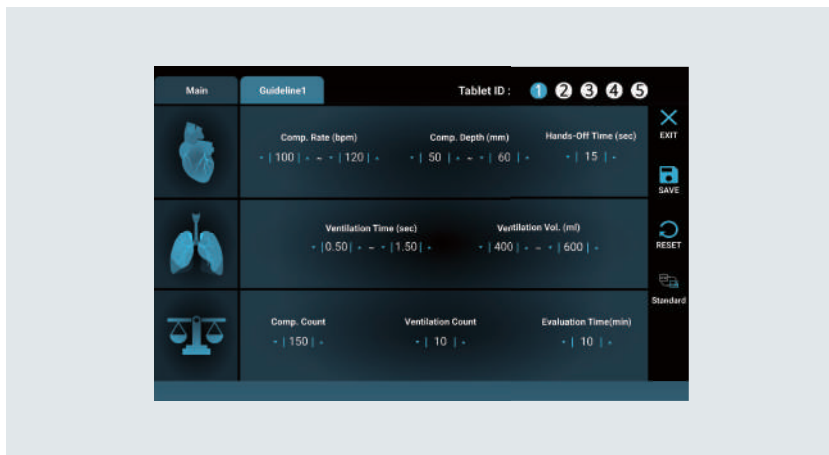 Main Guideline1 Tablet ID : 1 2 3 4 5
EXIT
Comp. Rate (bpm) Comp. Depth (mm) Hands-Off Time (sec)
100 ~ 120 50 ~ 60 15
SAVE
Ventilation Time (sec) Ventilation Vol. (ml)
0.50 ~ 1.50 400 ~ 600
RESET
Standard
Comp. Count Ventilation Count Evaluation Time(min)
150 10 10